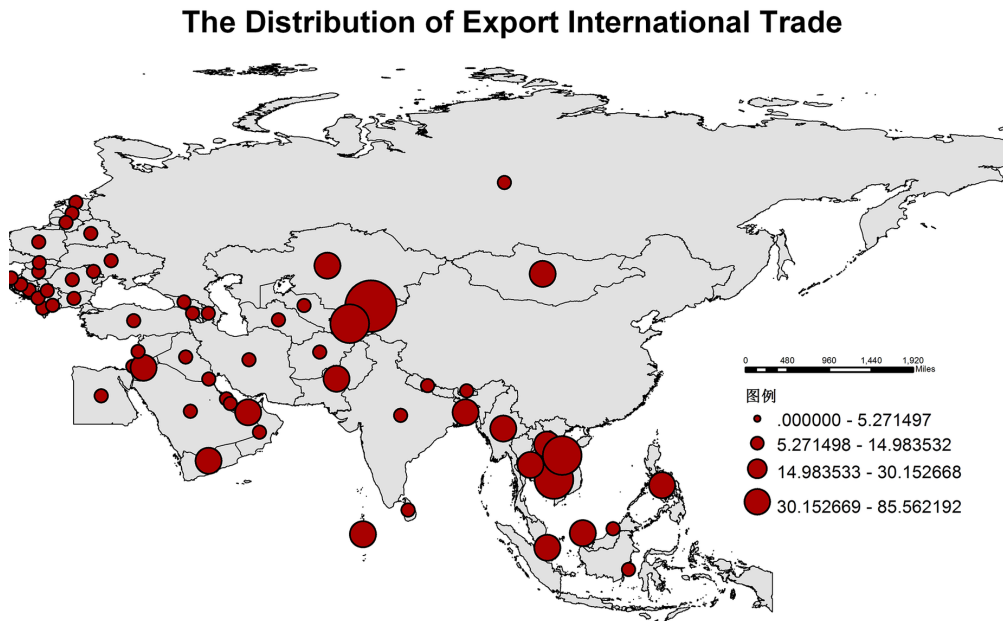 The Distribution of Export International Trade
0 480 960 1,440 1,920
Miles
图例
.000000 - 5.271497
5.271498 - 14.983532
14.983533 - 30.152668
30.152669 - 85.562192